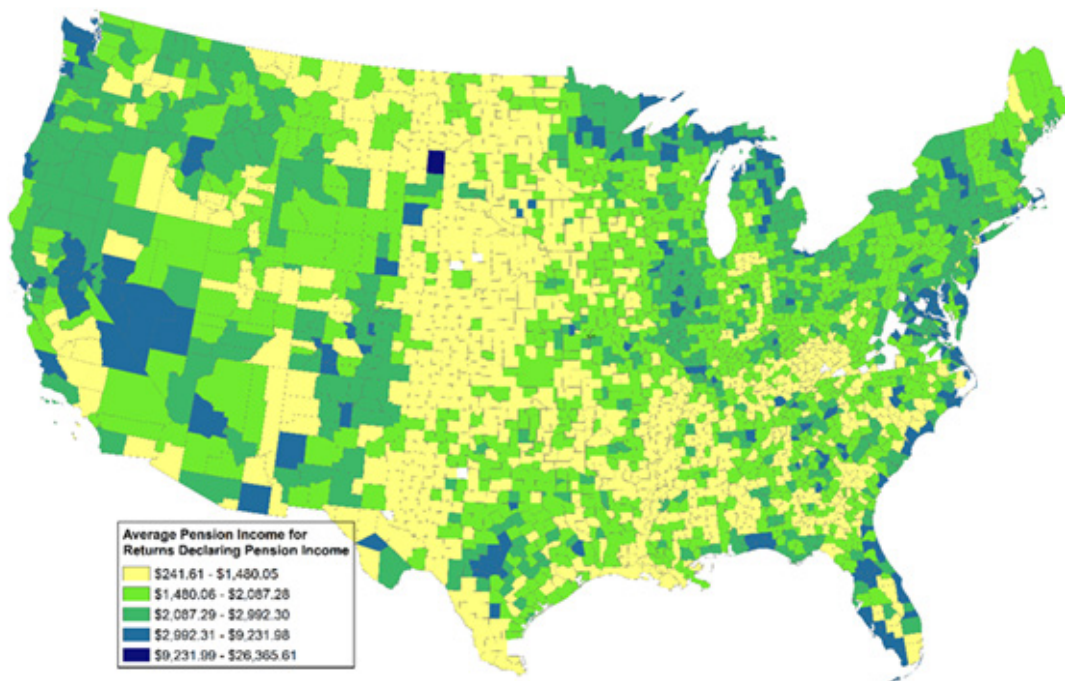 Average Pension Income for
Returns Declaring Pension Income
$241.61 - $1,480.05
$1,480.06 - $2,087.28
$2,087.29 - $2,992.30
$2,992.31 - $9,231.98
$9,231.99 - $26,365.61